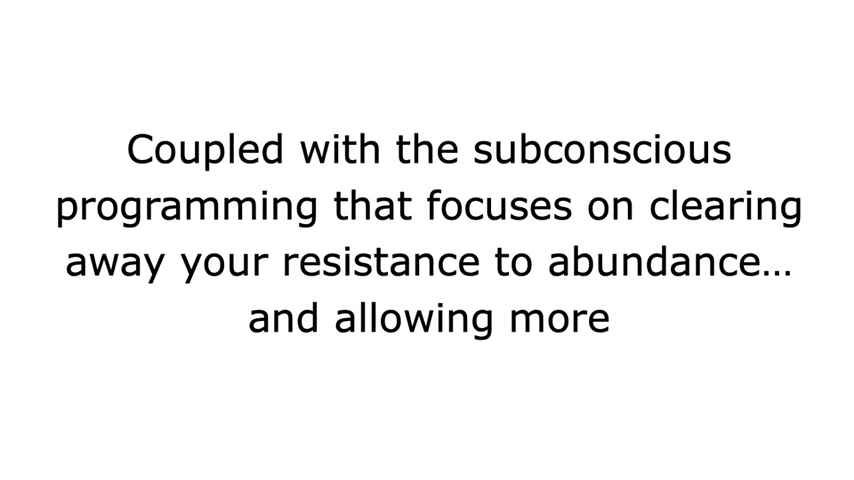 Coupled with the subconscious
programming that focuses on clearing
away your resistance to abundance…
and allowing more